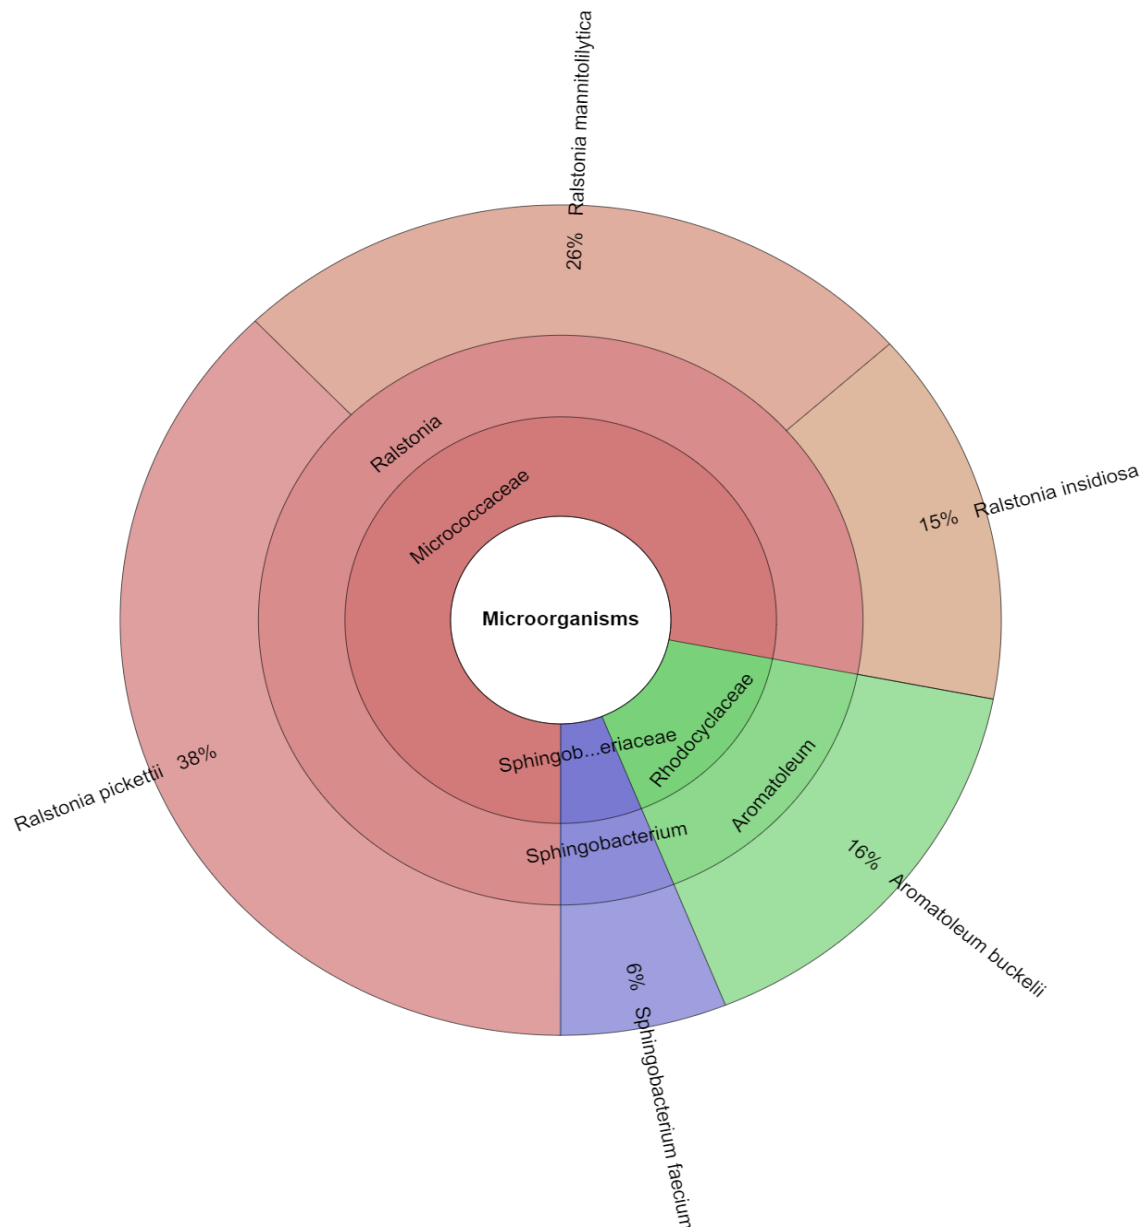 Ralstonia mannitolilytica
26%
Ralstonia
Micrococcaceae
Ralstonia insidiosa
15%
Microorganisms
Rhodocyclaceae
Sphingob...eriaceae
Aromatoleum
Sphingobacterium
Ralstonia pickettii
38%
16%
Aromatoleum buckelii
6%
Sphingobacterium faecium